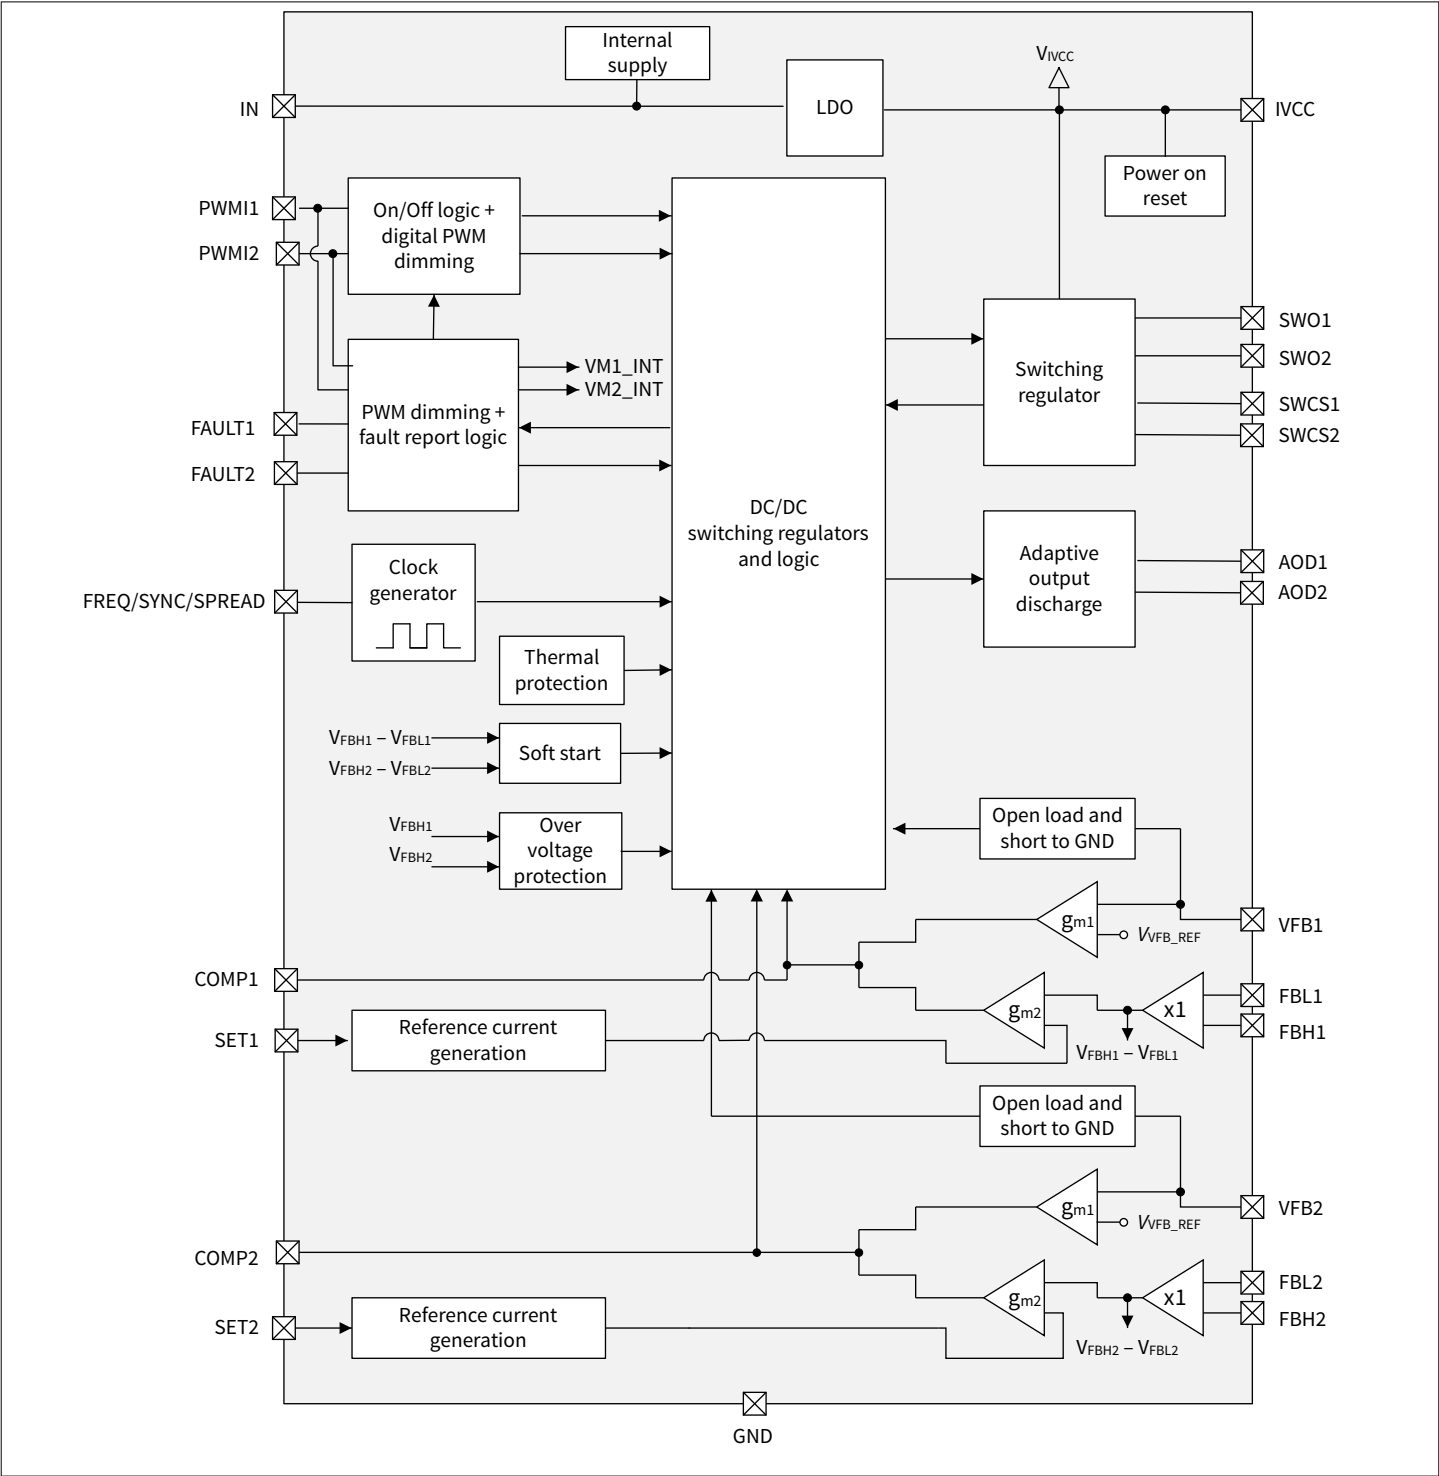 Internal
supply
V_IVCC
IN
LDO
IVCC
Power on
reset
PWMI1
PWMI2
On/Off logic +
digital PWM
dimming
VM1_INT
VM2_INT
PWM dimming +
fault report logic
FAULT1
FAULT2
Switching
regulator
SWO1
SWO2
SWCS1
SWCS2
DC/DC
switching regulators
and logic
Adaptive
output
discharge
AOD1
AOD2
FREQ/SYNC/SPREAD
Clock
generator
Thermal
protection
VFBH1 – VFBL1
VFBH2 – VFBL2
Soft start
VFBH1
VFBH2
Over
voltage
protection
Open load and
short to GND
gm1
VVFB_REF
VFB1
COMP1
gm2
x1
FBL1
FBH1
VFBH1 – VFBL1
SET1
Reference current
generation
Open load and
short to GND
gm1
VVFB_REF
VFB2
COMP2
gm2
x1
FBL2
FBH2
VFBH2 – VFBL2
SET2
Reference current
generation
GND